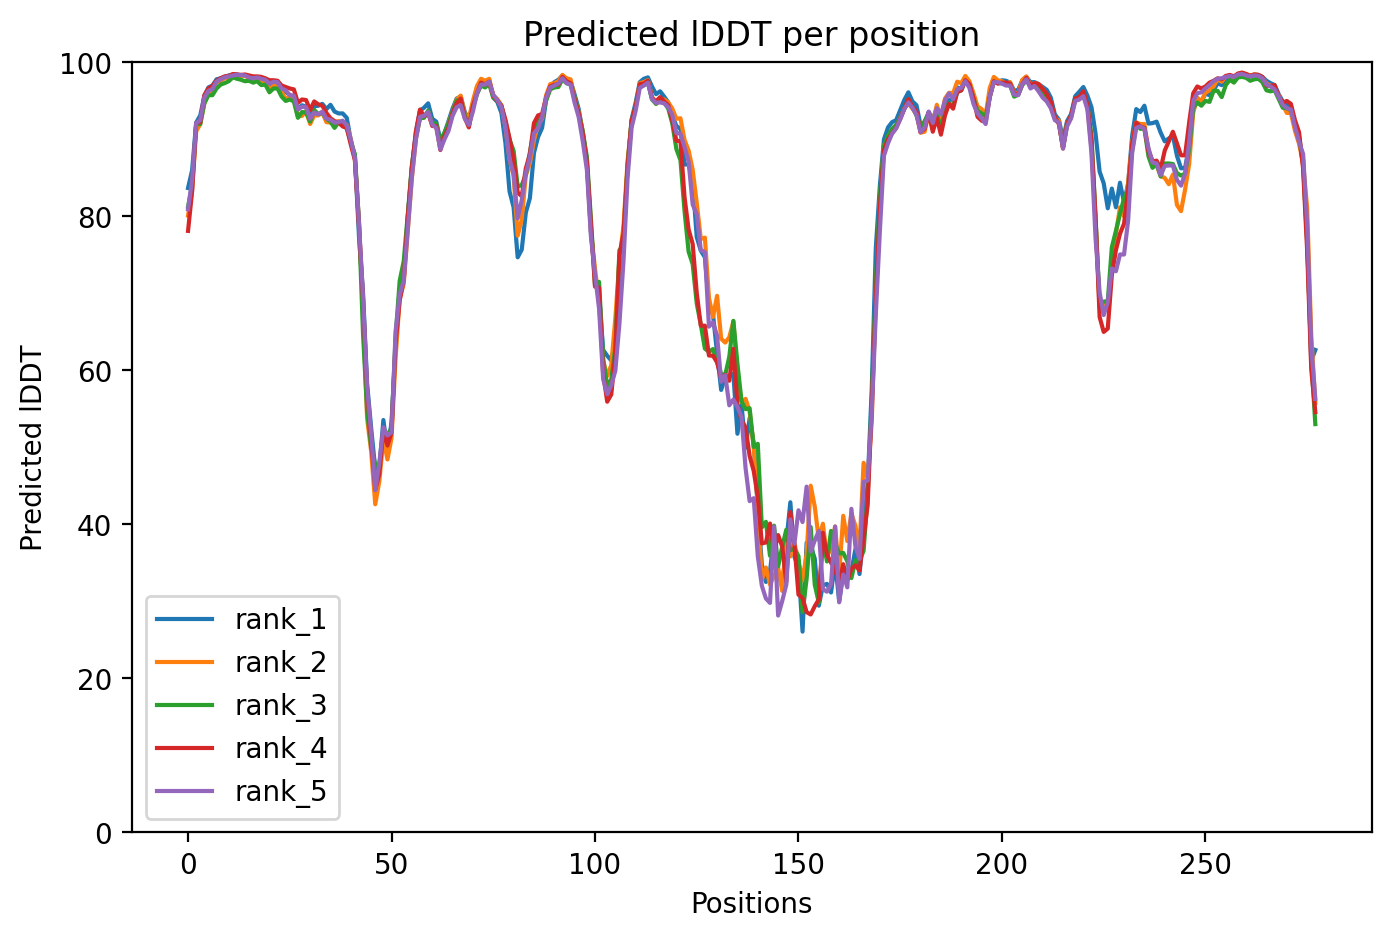 Predicted lDDT per position
100
80
60
40
20
0
Predicted lDDT
rank_1
rank_2
rank_3
rank_4
rank_5
0 50 100 150 200 250
Positions